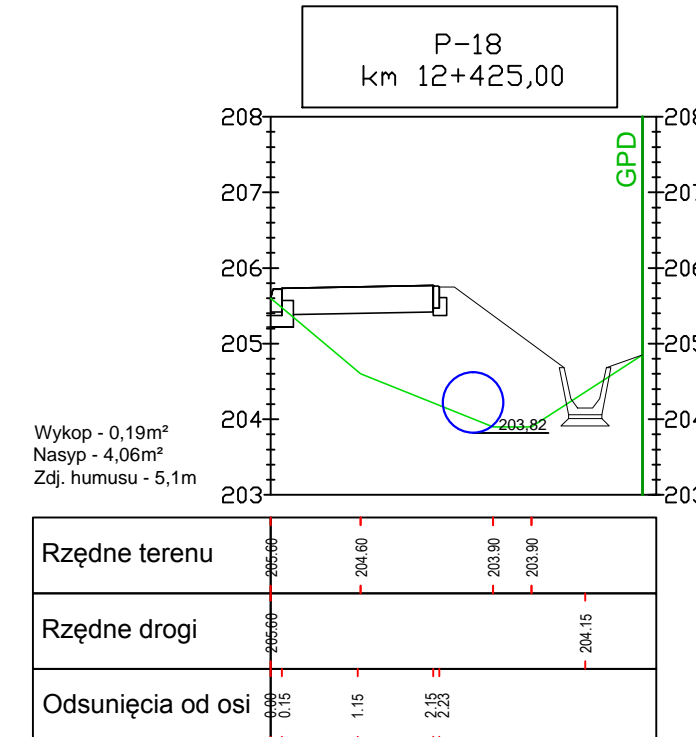 P-18
km 12+425,00
208
208
GPD
207
207
206
206
205
205
204
204
203,82
203
203
Wykop - 0,19m²
Nasyp - 4,06m²
Zdj. humusu - 5,1m
Rzędne terenu 205.60 204.60 203.90 203.90
Rzędne drogi 205.60 204.15
Odsunięcia od osi 0.00 0.15 1.15 2.15 2.23